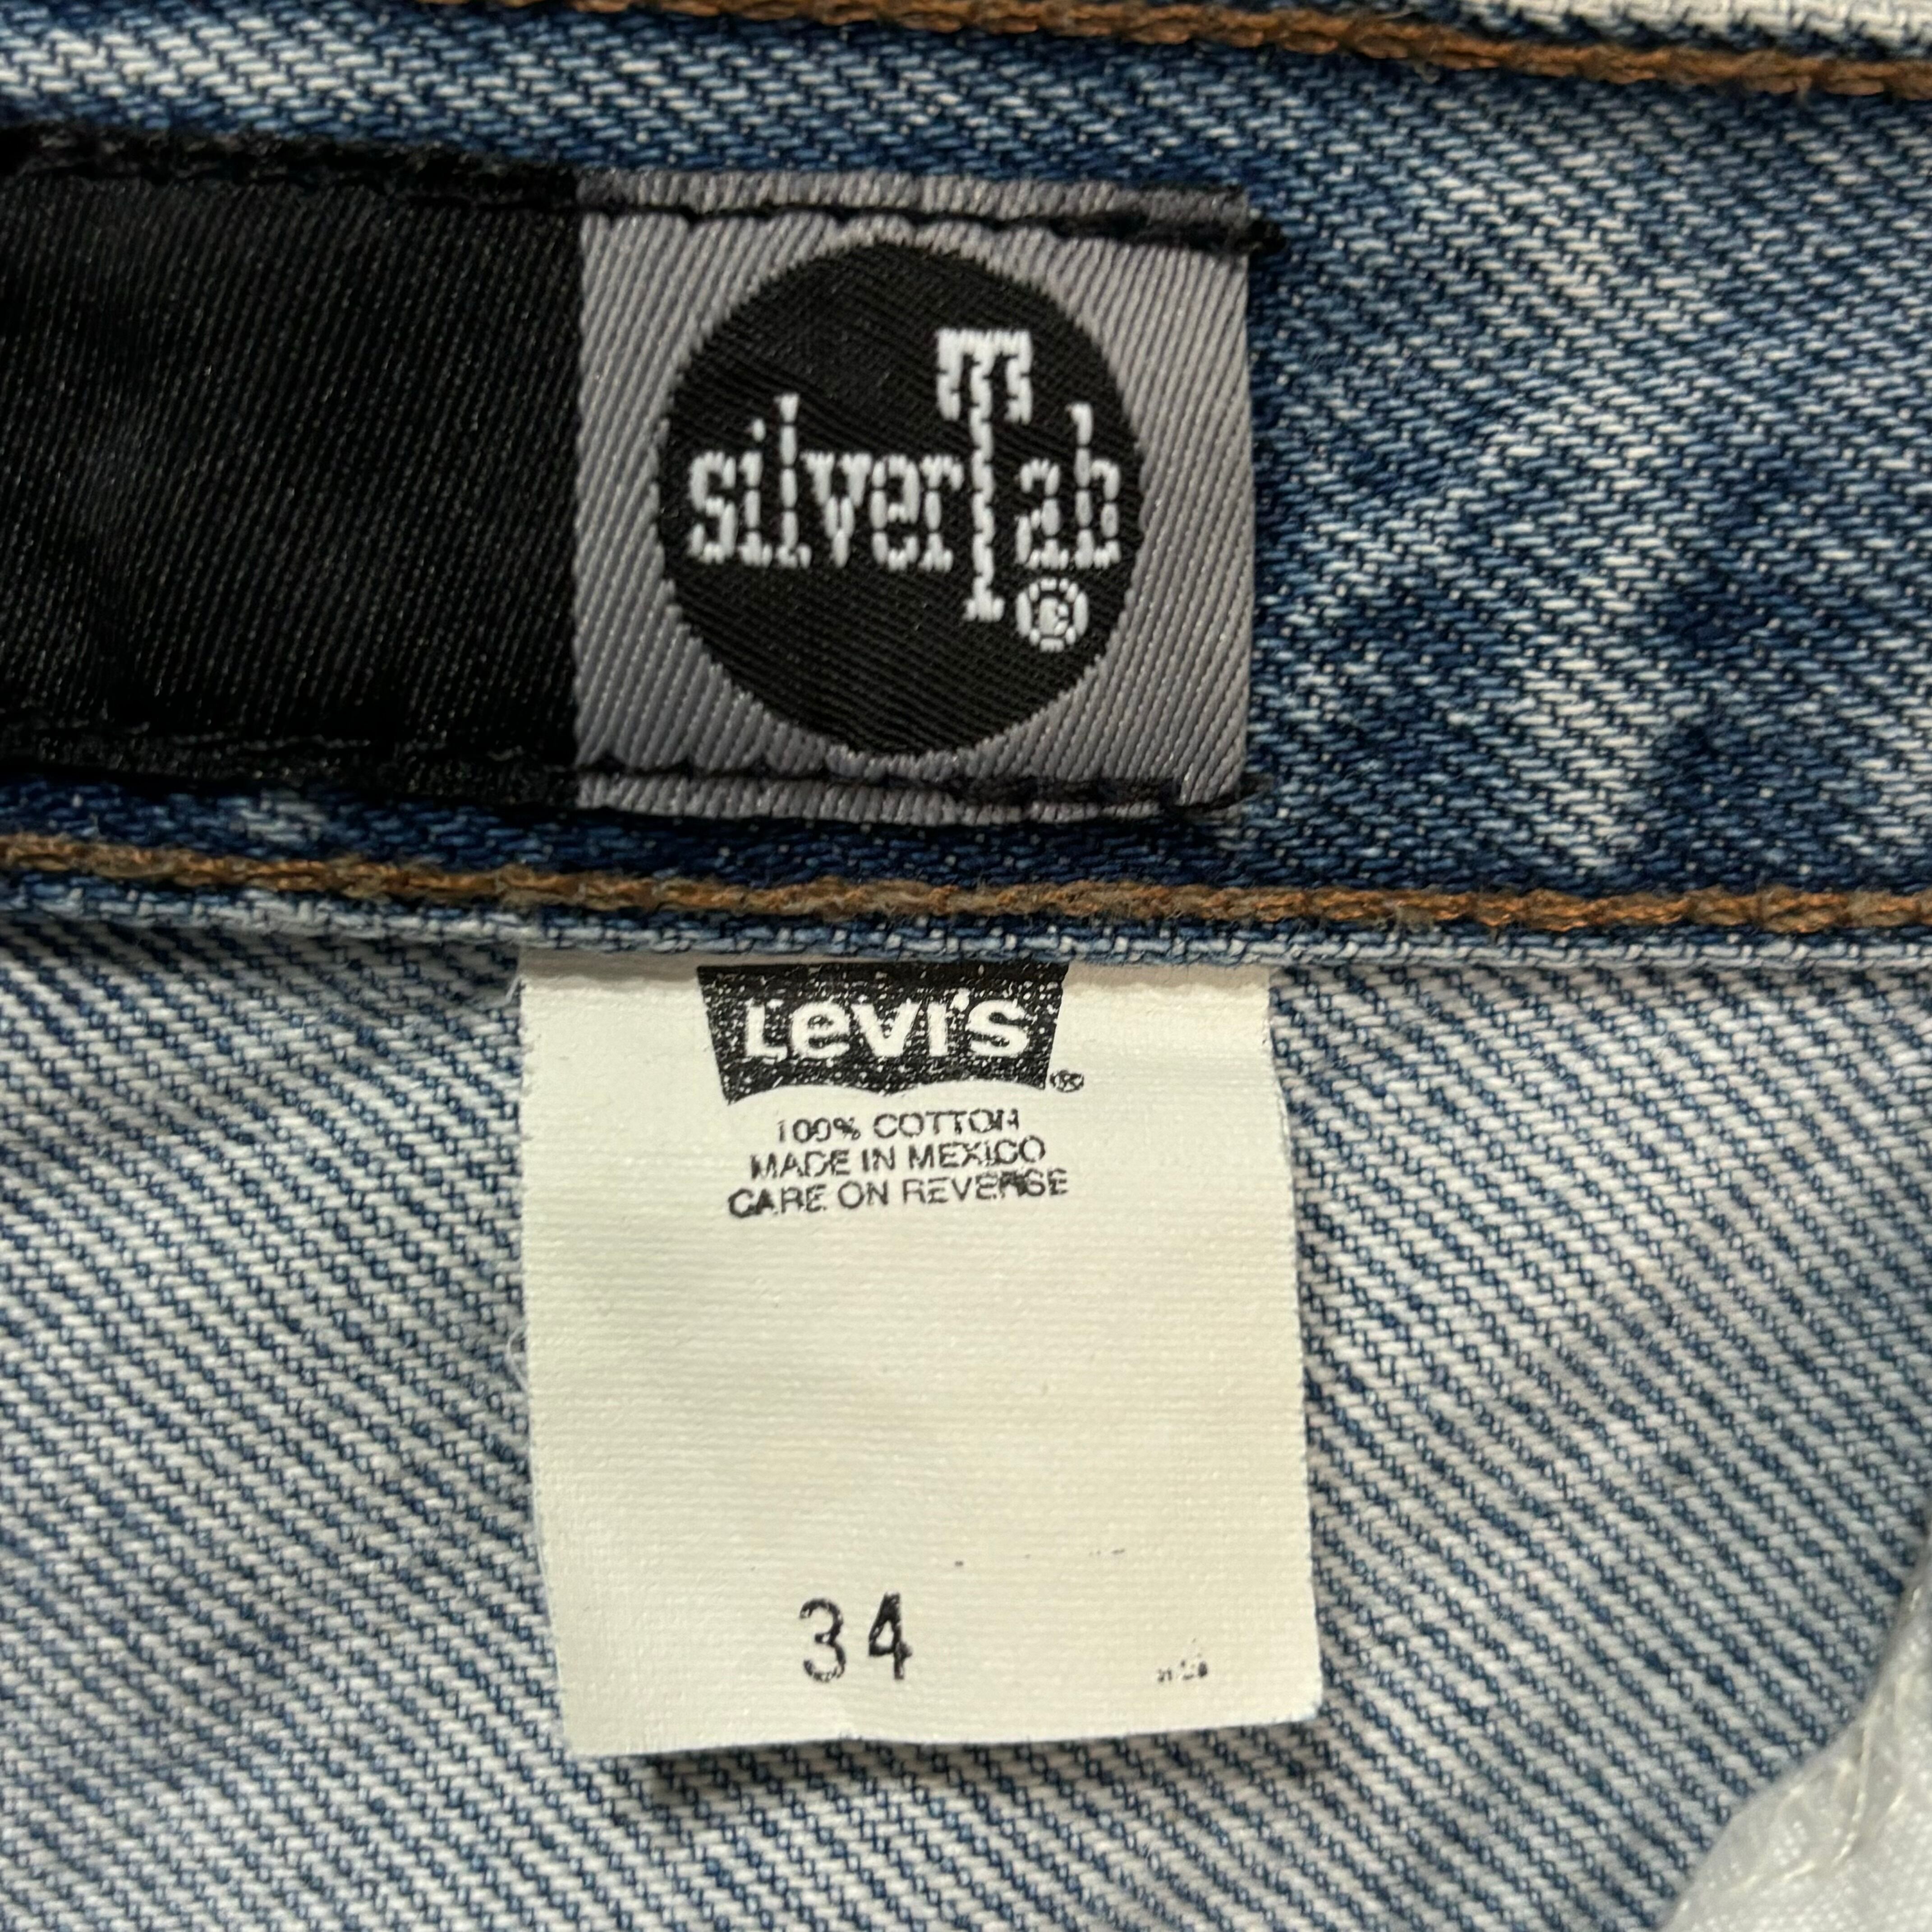 silverTab®
Levi's®
100% COTTON
MADE IN MEXICO
CARE ON REVERSE
34